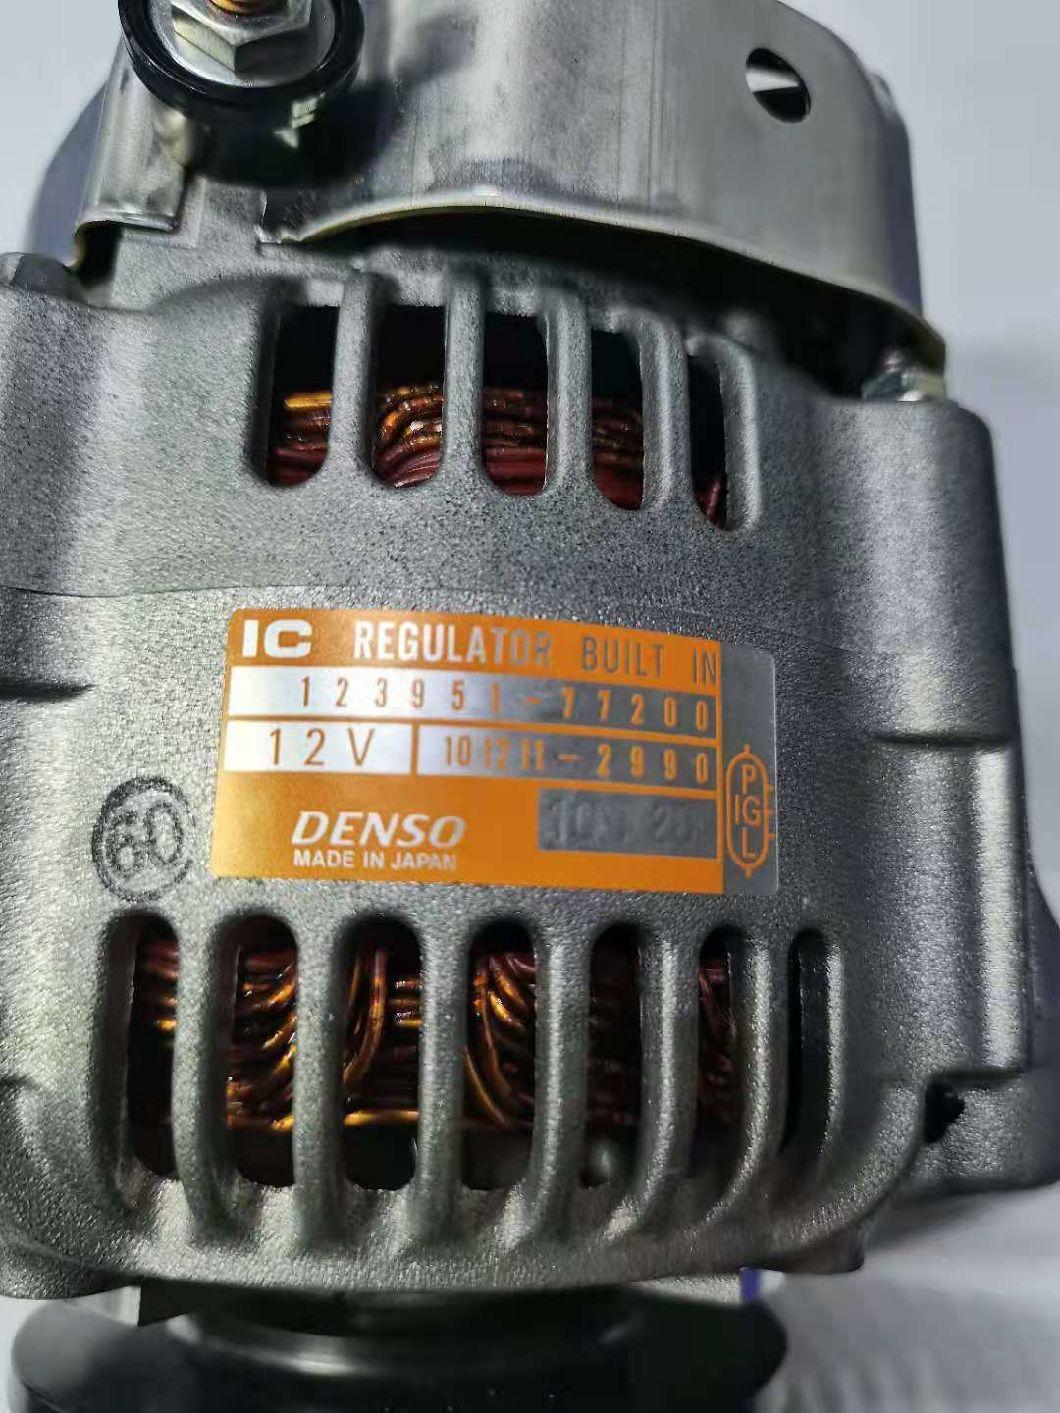 IC REGULATOR BUILT IN
123951-77200
12V 101211-2990
DENSO
MADE IN JAPAN
P
IG
L
60